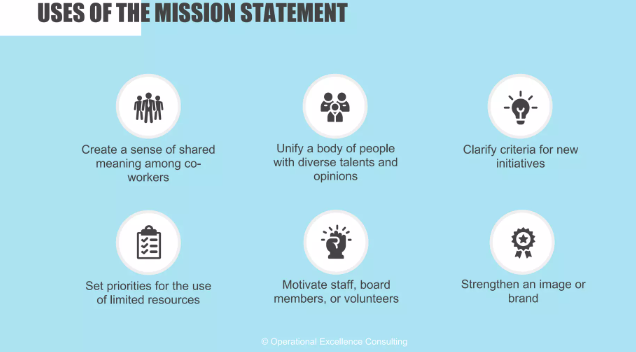 USES OF THE MISSION STATEMENT
Create a sense of shared
meaning among co-
workers
Unify a body of people
with diverse talents and
opinions
Clarify criteria for new
initiatives
Set priorities for the use
of limited resources
Motivate staff, board
members, or volunteers
Strengthen an image or
brand
© Operational Excellence Consulting